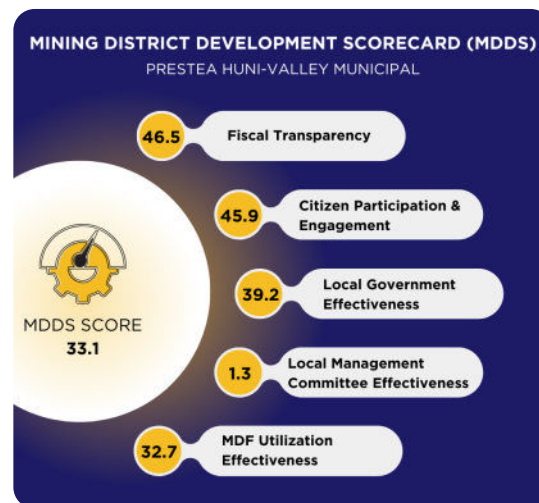 MINING DISTRICT DEVELOPMENT SCORECARD (MDDS)
PRESTEA HUNI-VALLEY MUNICIPAL
46.5
Fiscal Transparency
45.9
Citizen Participation &
Engagement
39.2
Local Government
Effectiveness
MDDS SCORE
33.1
1.3
Local Management
Committee Effectiveness
32.7
MDF Utilization
Effectiveness